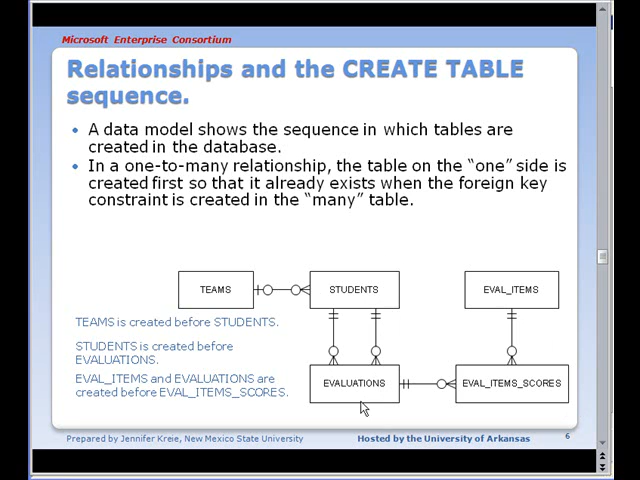 Microsoft Enterprise Consortium
Relationships and the CREATE TABLE
sequence.
• A data model shows the sequence in which tables are
created in the database.
• In a one-to-many relationship, the table on the “one” side is
created first so that it already exists when the foreign key
constraint is created in the “many” table.
TEAMS
STUDENTS
EVAL_ITEMS
TEAMS is created before STUDENTS.
STUDENTS is created before
EVALUATIONS.
EVAL_ITEMS and EVALUATIONS are
created before EVAL_ITEMS_SCORES.
EVALUATIONS
EVAL_ITEMS_SCORES
Prepared by Jennifer Kreie, New Mexico State University
Hosted by the University of Arkansas
6